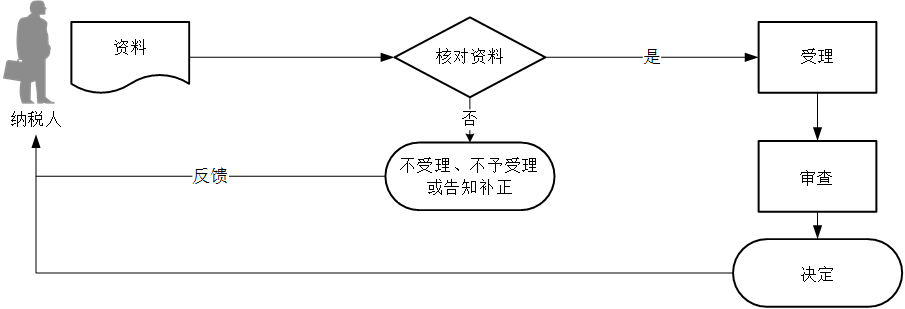 资料
核对资料
是
受理
纳税人
否
不受理、不予受理
或告知补正
反馈
审查
决定